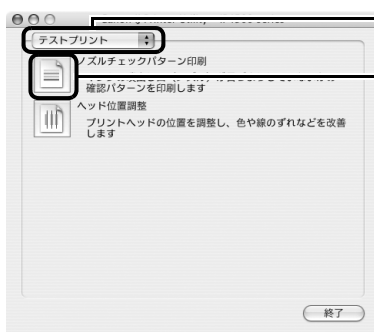 テストプリント
ノズルチェックパターン印刷
確認パターンを印刷します
ヘッド位置調整
プリントヘッドの位置を調整し、色や線のずれなどを改善
します
終了